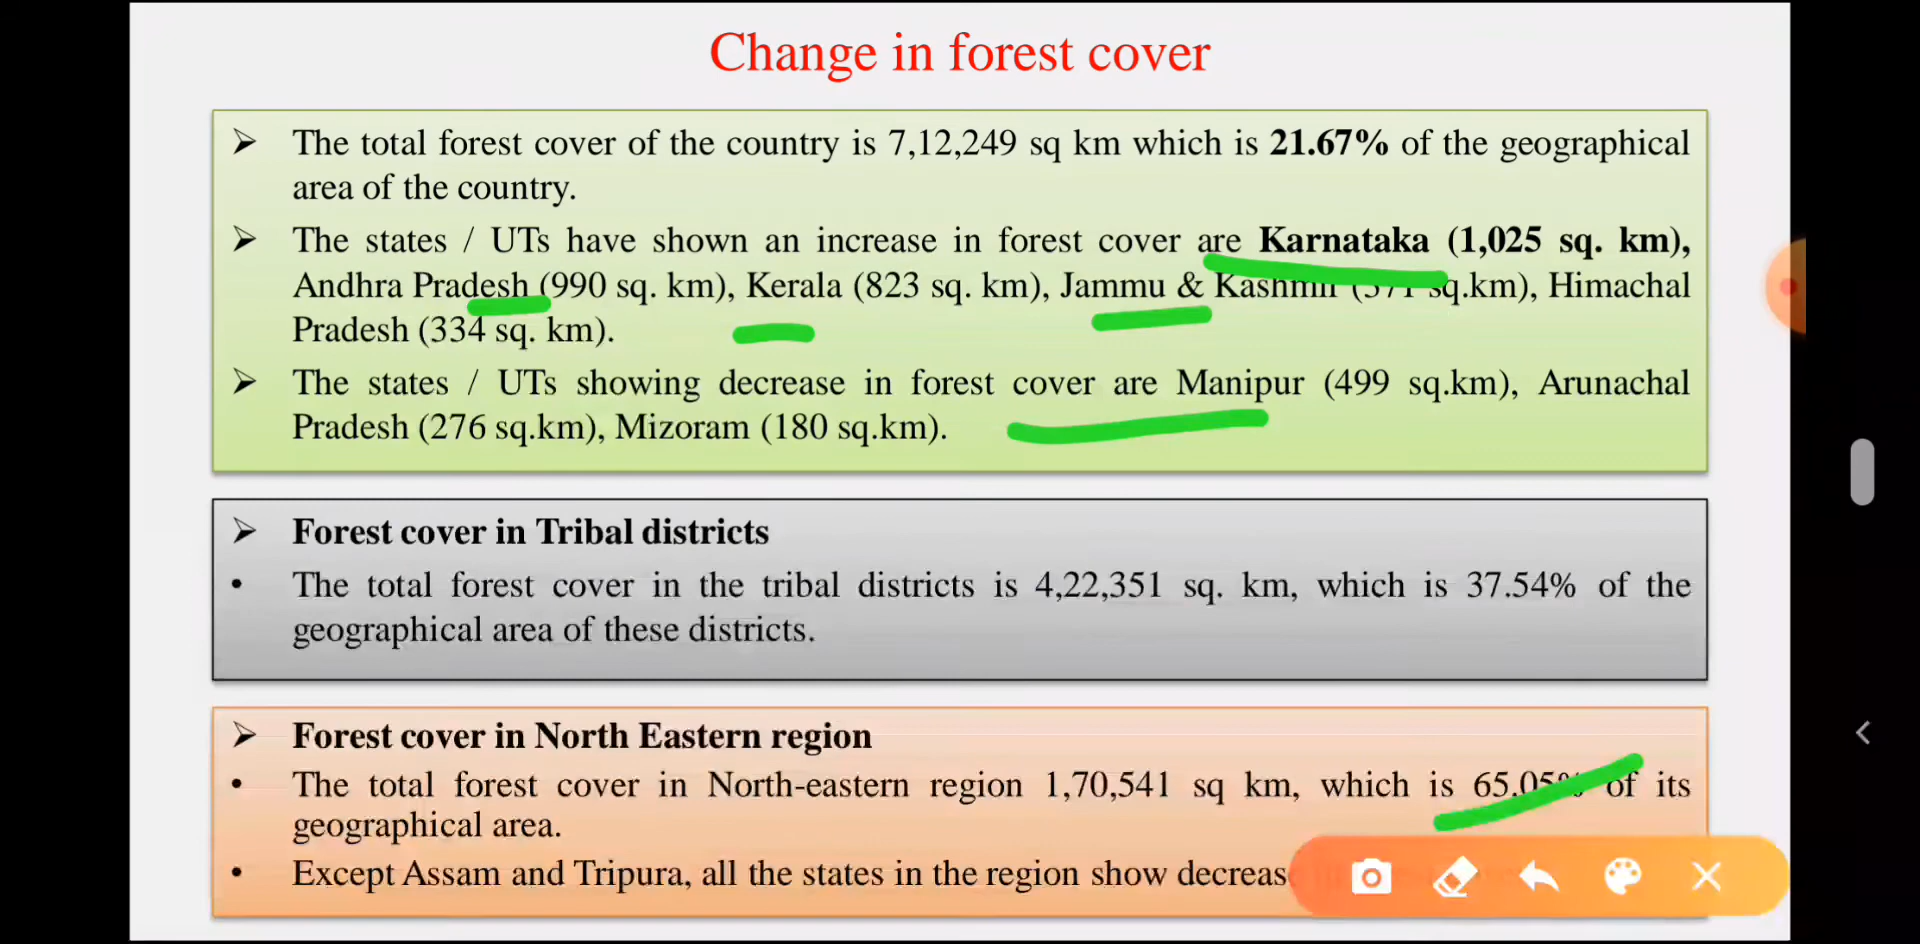 Change in forest cover
➢ The total forest cover of the country is 7,12,249 sq km which is 21.67% of the geographical
area of the country.
➢ The states / UTs have shown an increase in forest cover are Karnataka (1,025 sq. km),
Andhra Pradesh (990 sq. km), Kerala (823 sq. km), Jammu & Kashmir (371 sq.km), Himachal
Pradesh (334 sq. km).
➢ The states / UTs showing decrease in forest cover are Manipur (499 sq.km), Arunachal
Pradesh (276 sq.km), Mizoram (180 sq.km).
➢ Forest cover in Tribal districts
• The total forest cover in the tribal districts is 4,22,351 sq. km, which is 37.54% of the
geographical area of these districts.
➢ Forest cover in North Eastern region
• The total forest cover in North-eastern region 1,70,541 sq km, which is 65.05% of its
geographical area.
• Except Assam and Tripura, all the states in the region show